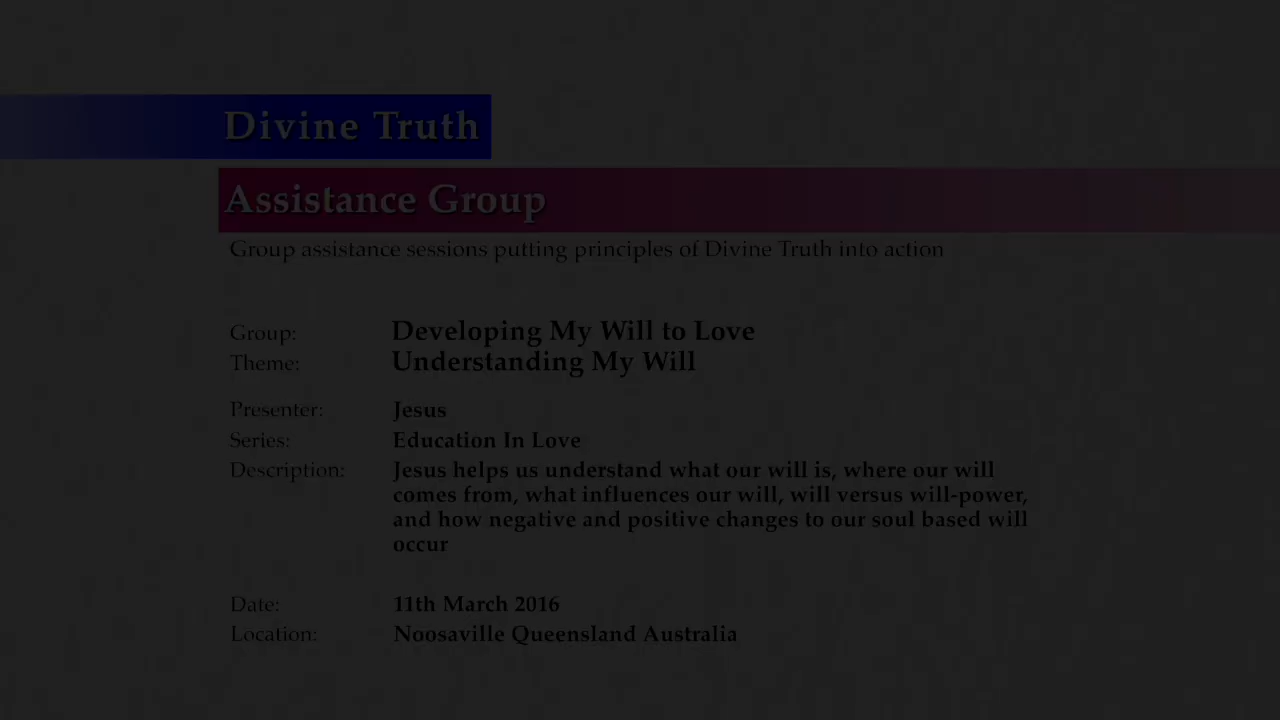 Divine Truth
Assistance Group
Group assistance sessions putting principles of Divine Truth into action
Group: Developing My Will to Love
Theme: Understanding My Will
Presenter: Jesus
Series: Education In Love
Description: Jesus helps us understand what our will is, where our will
comes from, what influences our will, will versus will-power,
and how negative and positive changes to our soul based will
occur
Date: 11th March 2016
Location: Noosaville Queensland Australia